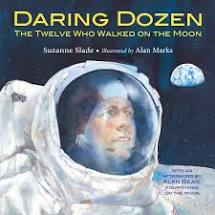 DARING DOZEN
THE TWELVE WHO WALKED ON THE MOON
Suzanne Slade • Illustrated by Alan Marks
WITH AN
AFTERWORD BY
ALAN BEAN,
FOURTH MAN
ON THE MOON